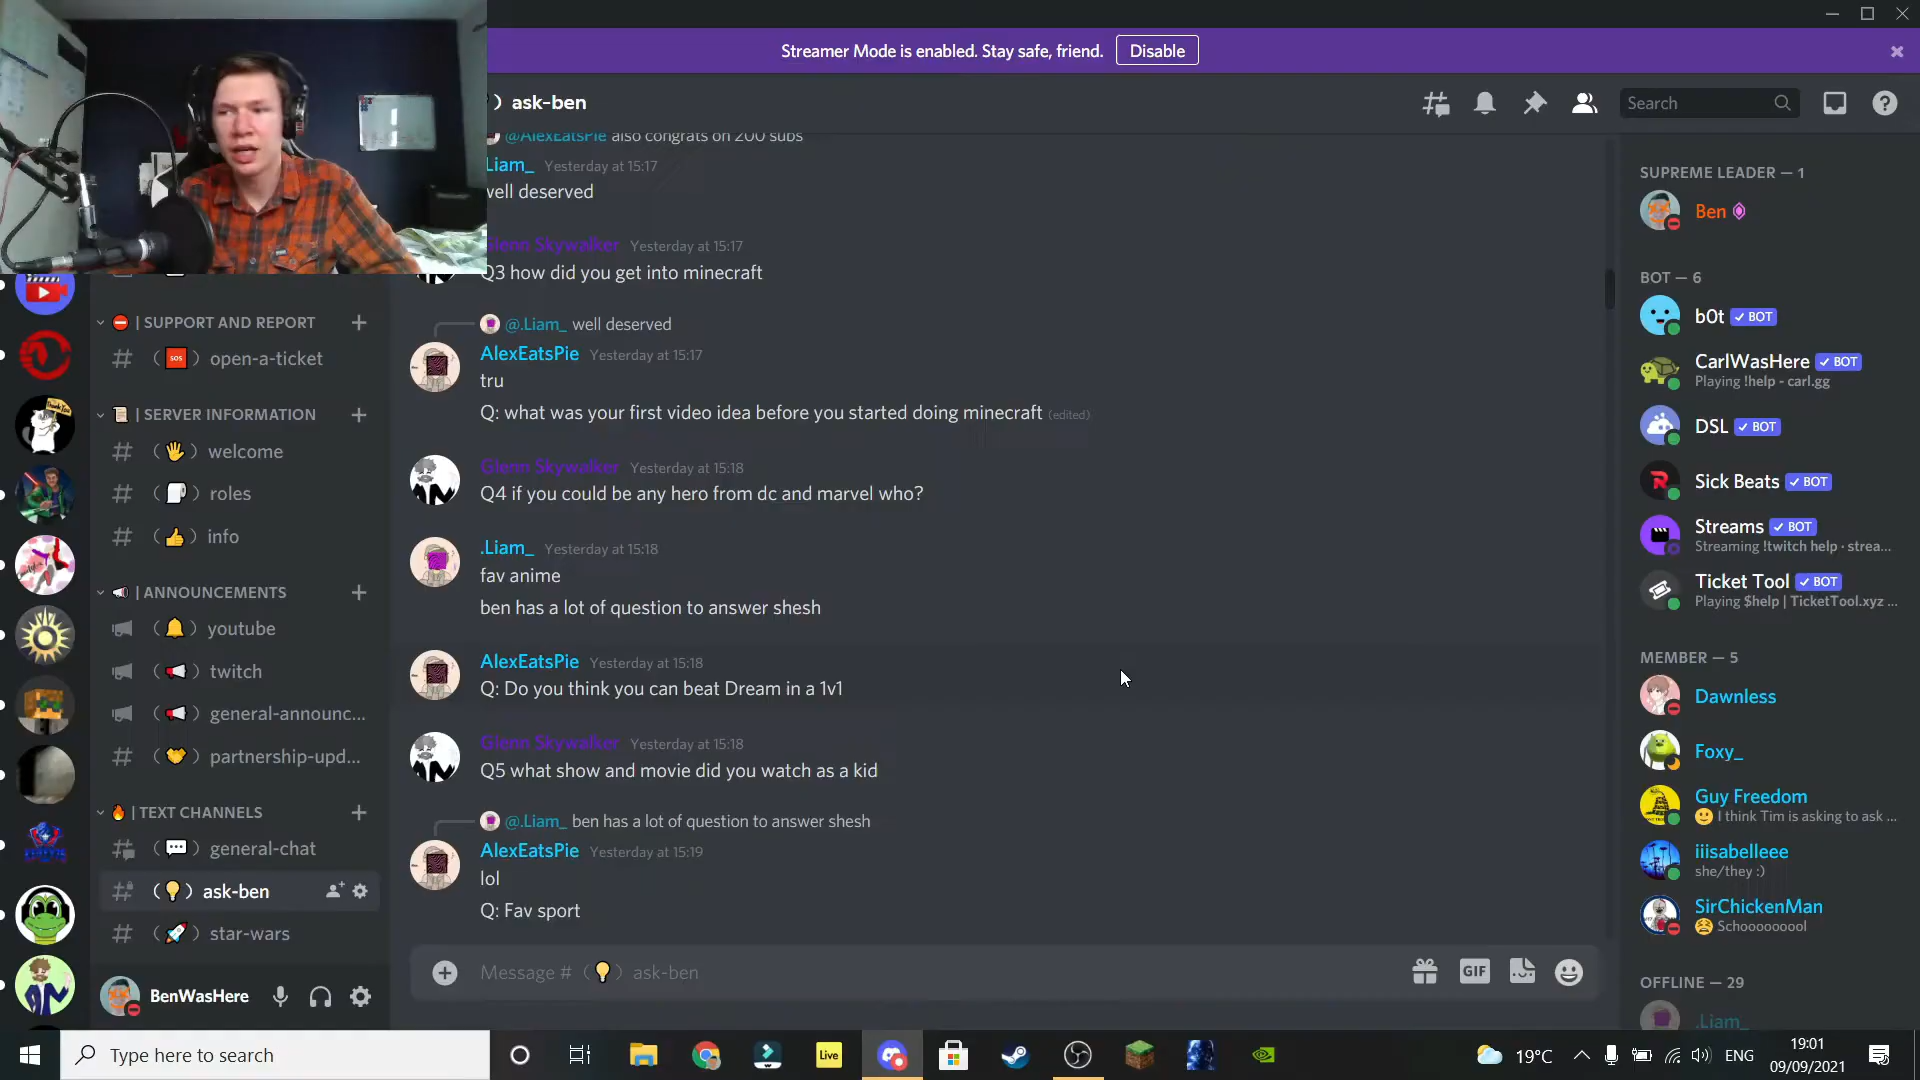 Streamer Mode is enabled. Stay safe, friend.
Disable
ask-ben
Search
@AlexEatsPie also congrats on 200 subs
.Liam_ Yesterday at 15:17
well deserved
Glenn Skywalker Yesterday at 15:17
Q3 how did you get into minecraft
@.Liam_ well deserved
AlexEatsPie Yesterday at 15:17
tru
Q: what was your first video idea before you started doing minecraft (edited)
Glenn Skywalker Yesterday at 15:18
Q4 if you could be any hero from dc and marvel who?
.Liam_ Yesterday at 15:18
fav anime
ben has a lot of question to answer shesh
AlexEatsPie Yesterday at 15:18
Q: Do you think you can beat Dream in a 1v1
Glenn Skywalker Yesterday at 15:18
Q5 what show and movie did you watch as a kid
@.Liam_ ben has a lot of question to answer shesh
AlexEatsPie Yesterday at 15:19
lol
Q: Fav sport
Message # ( 💡 ) ask-ben
GIF
⛔ | SUPPORT AND REPORT
# ( 🆘 ) open-a-ticket
📜 | SERVER INFORMATION
# ( 🖐 ) welcome
# ( 🧻 ) roles
# ( 👍 ) info
📢 | ANNOUNCEMENTS
( 🔔 ) youtube
( 📢 ) twitch
( 📢 ) general-announc...
# ( 🤝 ) partnership-upd...
🔥 | TEXT CHANNELS
( 💬 ) general-chat
( 💡 ) ask-ben
# ( 🚀 ) star-wars
BenWasHere
SUPREME LEADER — 1
Ben
BOT — 6
b0t ✓ BOT
CarlWasHere ✓ BOT
Playing !help - carl.gg
DSL ✓ BOT
Sick Beats ✓ BOT
Streams ✓ BOT
Streaming !twitch help · strea...
Ticket Tool ✓ BOT
Playing $help | TicketTool.xyz ...
MEMBER — 5
Dawnless
Foxy_
Guy Freedom
🙂 I think Tim is asking to ask ...
iiisabelleee
she/they :)
SirChickenMan
😫 Schoooooool
OFFLINE — 29
.Liam_
Type here to search
Live
19°C
ENG
19:01
09/09/2021